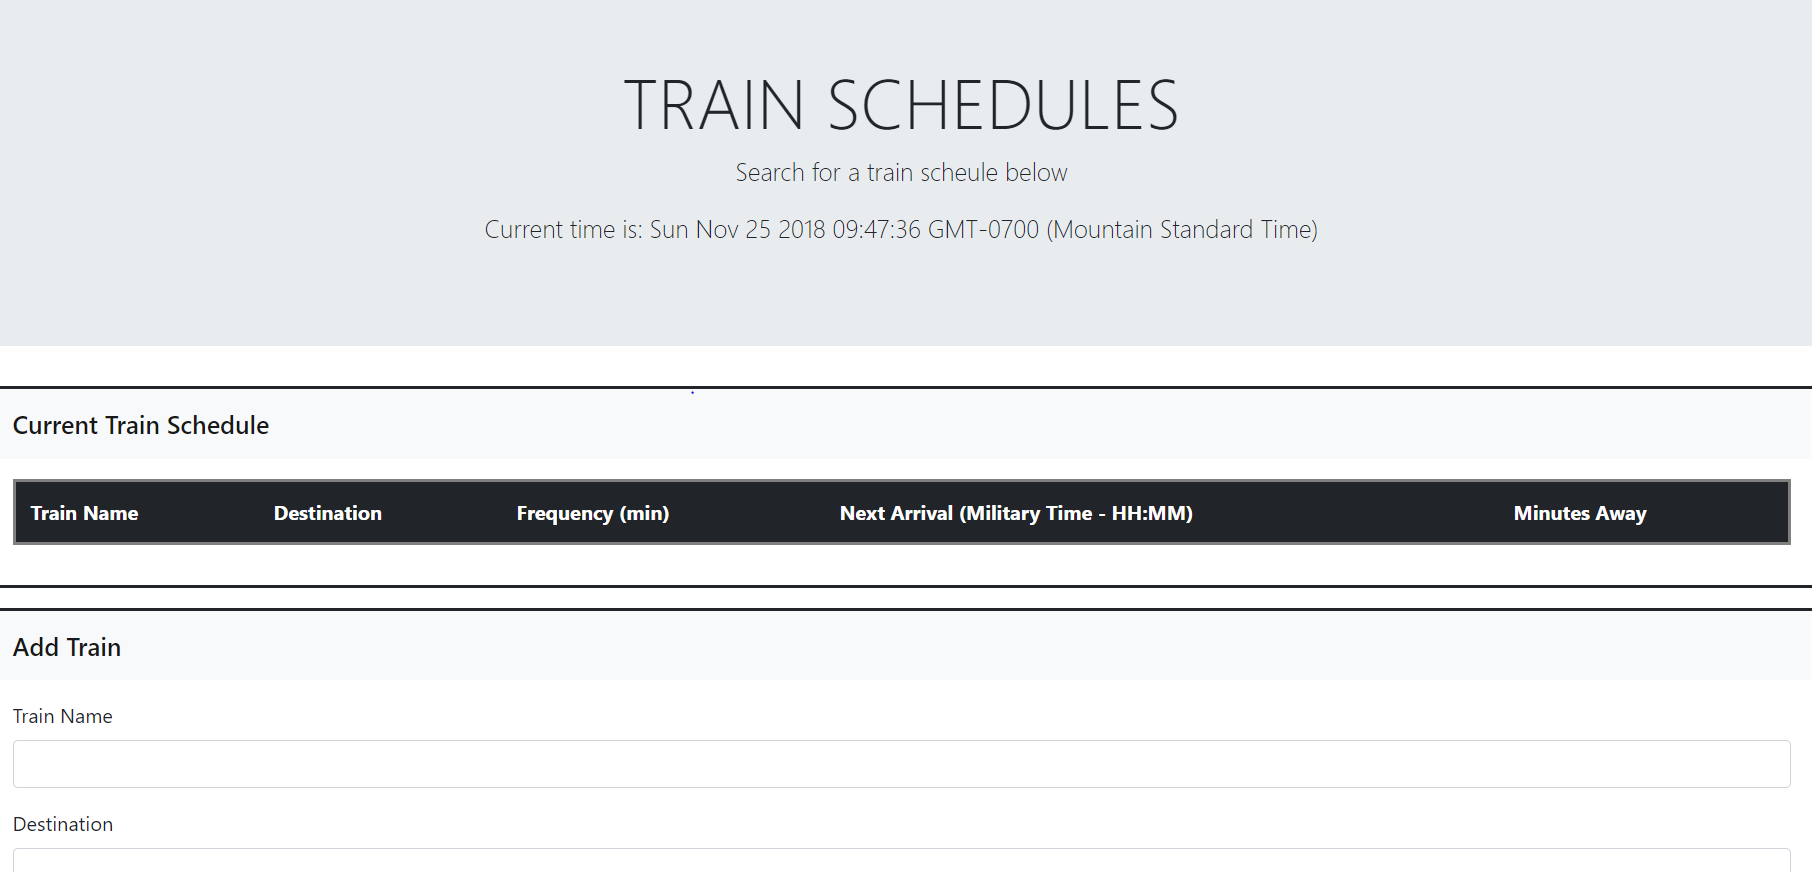 TRAIN SCHEDULES
Search for a train scheule below
Current time is: Sun Nov 25 2018 09:47:36 GMT-0700 (Mountain Standard Time)
Current Train Schedule
Train Name Destination Frequency (min) Next Arrival (Military Time - HH:MM) Minutes Away
Add Train
Train Name
Destination